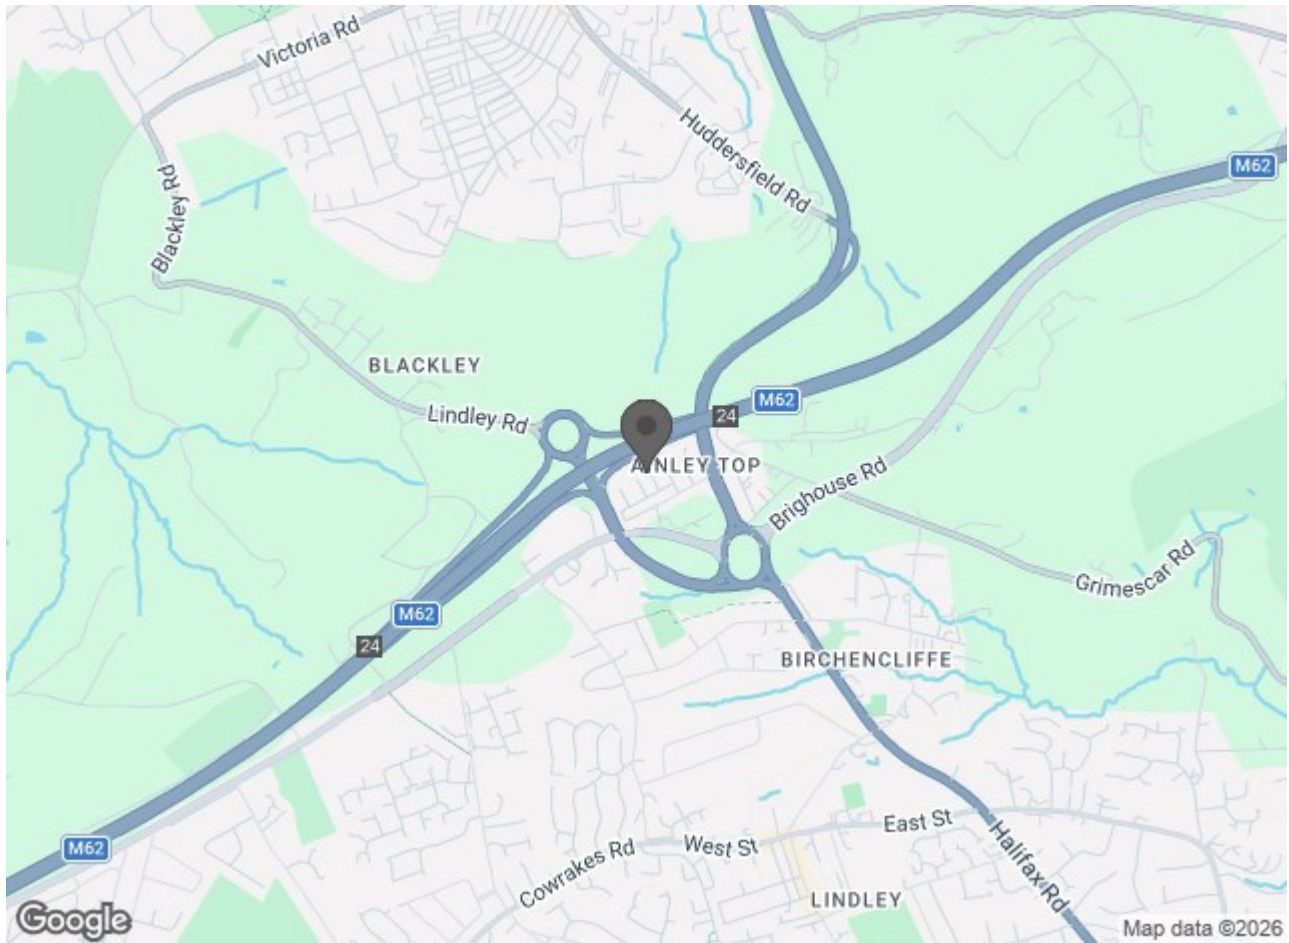 Victoria Rd
Huddersfield Rd
M62
Blackley Rd
BLACKLEY
M62
24
Lindley Rd
AINLEY TOP
Brighouse Rd
Grimescar Rd
M62
24
BIRCHENCLIFFE
East St
M62
West St
Cowrakes Rd
Halifax Rd
LINDLEY
Google
Map data ©2026